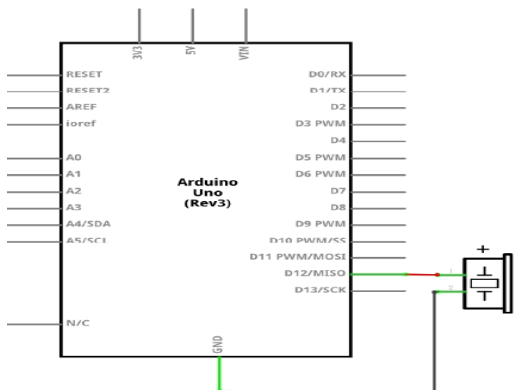 3V3 5V VIN
RESET
RESET2
AREF
ioref
A0
A1
A2
A3
A4/SDA
A5/SCL
N/C
Arduino
Uno
(Rev3)
D0/RX
D1/TX
D2
D3 PWM
D4
D5 PWM
D6 PWM
D7
D8
D9 PWM
D10 PWM/SS
D11 PWM/MOSI
D12/MISO
D13/SCK
GND
+
1
2